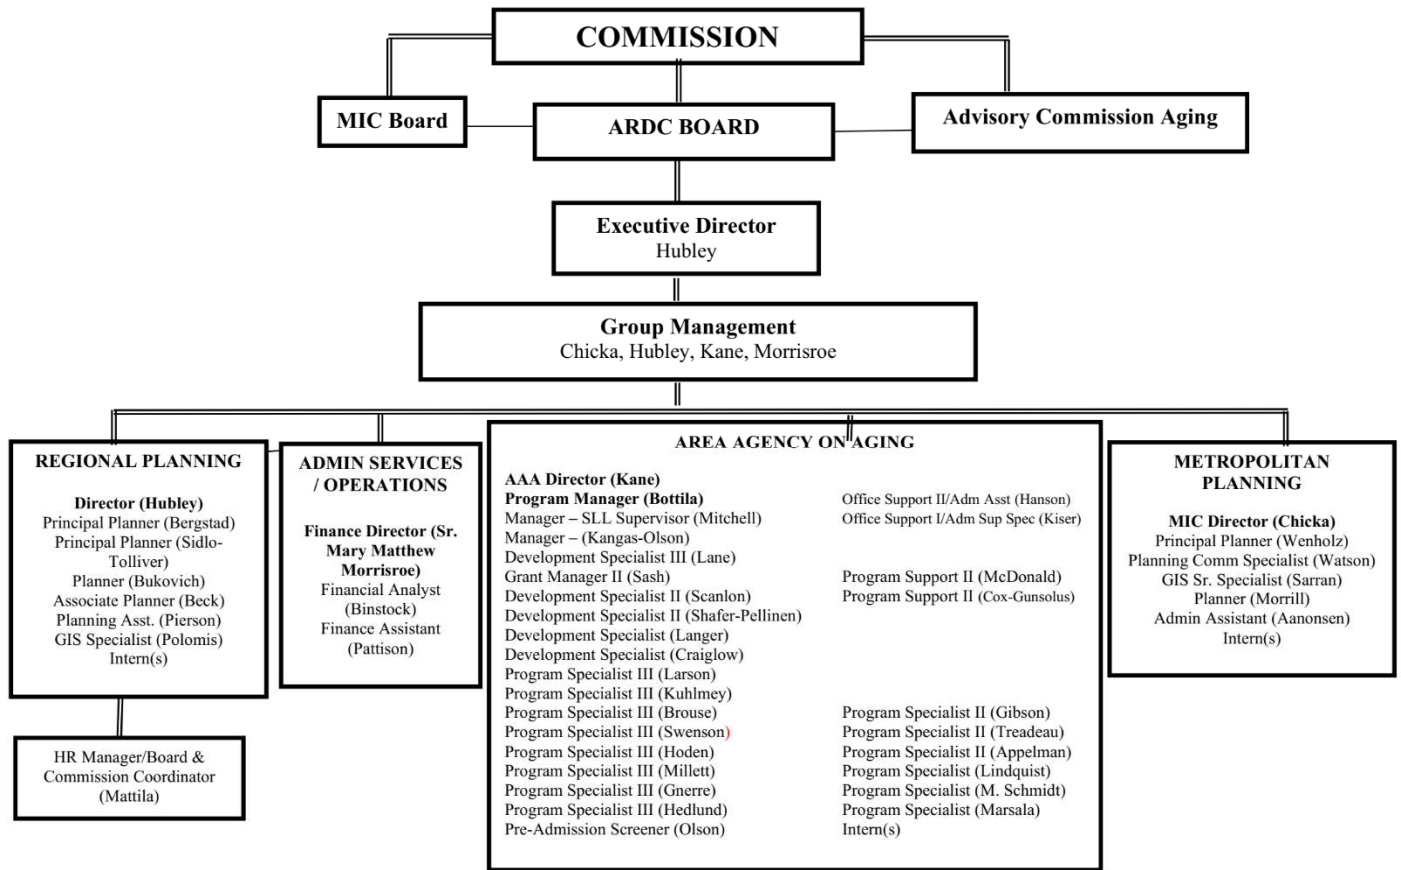 COMMISSION
MIC Board
ARDC BOARD
Advisory Commission Aging
Executive Director
Hubley
Group Management
Chicka, Hubley, Kane, Morrisroe
REGIONAL PLANNING
Director (Hubley)
Principal Planner (Bergstad)
Principal Planner (Sidlo-
Tolliver)
Planner (Bukovich)
Associate Planner (Beck)
Planning Asst. (Pierson)
GIS Specialist (Polomis)
Intern(s)
HR Manager/Board &
Commission Coordinator
(Mattila)
ADMIN SERVICES
/ OPERATIONS
Finance Director (Sr.
Mary Matthew
Morrisroe)
Financial Analyst
(Binstock)
Finance Assistant
(Pattison)
AREA AGENCY ON AGING
AAA Director (Kane)
Program Manager (Bottila)
Manager – SLL Supervisor (Mitchell)
Manager – (Kangas-Olson)
Development Specialist III (Lane)
Grant Manager II (Sash)
Development Specialist II (Scanlon)
Development Specialist II (Shafer-Pellinen)
Development Specialist (Langer)
Development Specialist (Craiglow)
Program Specialist III (Larson)
Program Specialist III (Kuhlmey)
Program Specialist III (Brouse)
Program Specialist III (Swenson)
Program Specialist III (Hoden)
Program Specialist III (Millett)
Program Specialist III (Gnerre)
Program Specialist III (Hedlund)
Pre-Admission Screener (Olson)
Office Support II/Adm Asst (Hanson)
Office Support I/Adm Sup Spec (Kiser)
Program Support II (McDonald)
Program Support II (Cox-Gunsolus)
Program Specialist II (Gibson)
Program Specialist II (Treadeau)
Program Specialist II (Appelman)
Program Specialist (Lindquist)
Program Specialist (M. Schmidt)
Program Specialist (Marsala)
Intern(s)
METROPOLITAN
PLANNING
MIC Director (Chicka)
Principal Planner (Wenholz)
Planning Comm Specialist (Watson)
GIS Sr. Specialist (Sarran)
Planner (Morrill)
Admin Assistant (Aanonsen)
Intern(s)